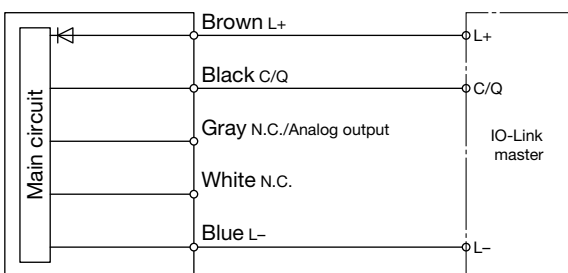 Brown L+
L+
Black C/Q
C/Q
Gray N.C./Analog output
IO-Link
master
Main circuit
White N.C.
Blue L−
L−